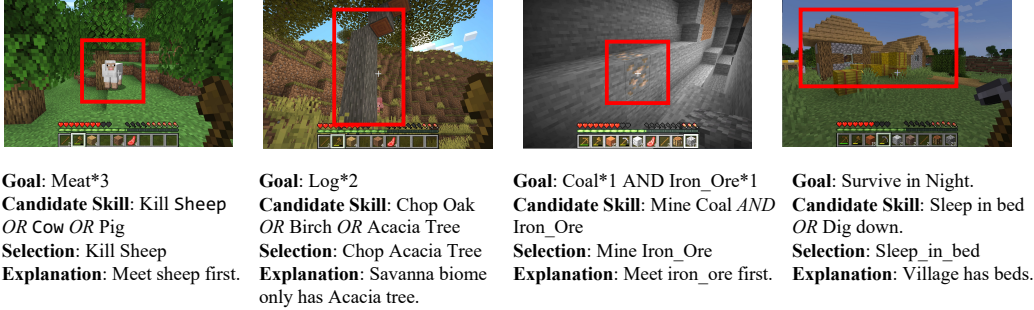 Goal: Meat*3
Candidate Skill: Kill Sheep
OR Cow OR Pig
Selection: Kill Sheep
Explanation: Meet sheep first.
Goal: Log*2
Candidate Skill: Chop Oak
OR Birch OR Acacia Tree
Selection: Chop Acacia Tree
Explanation: Savanna biome
only has Acacia tree.
Goal: Coal*1 AND Iron_Ore*1
Candidate Skill: Mine Coal AND
Iron_Ore
Selection: Mine Iron_Ore
Explanation: Meet iron_ore first.
Goal: Survive in Night.
Candidate Skill: Sleep in bed
OR Dig down.
Selection: Sleep_in_bed
Explanation: Village has beds.